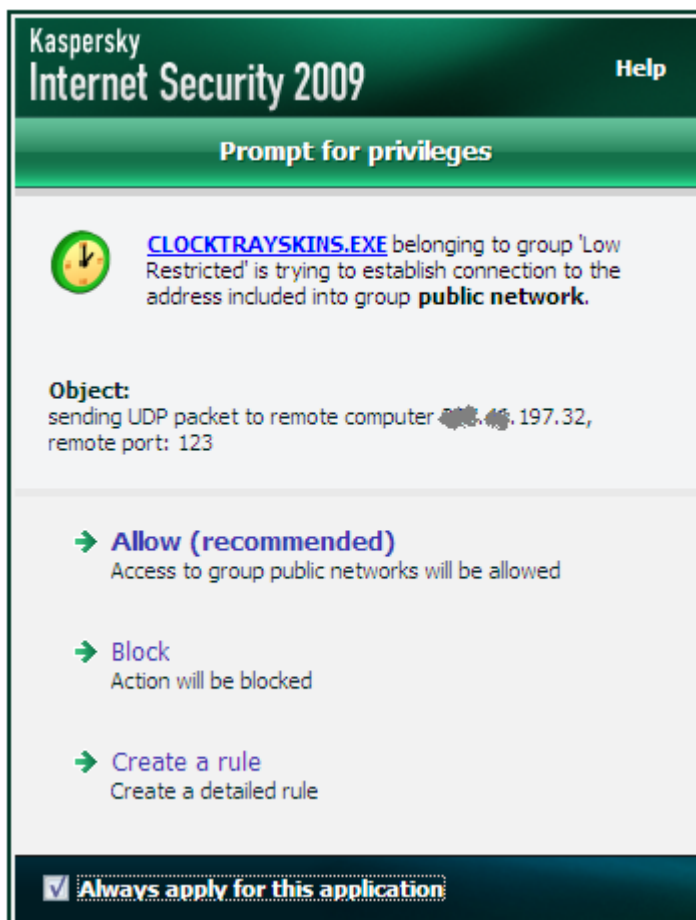 Kaspersky
Internet Security 2009
Help
Prompt for privileges
CLOCKTRAYSKINS.EXE belonging to group 'Low
Restricted' is trying to establish connection to the
address included into group public network.
Object:
sending UDP packet to remote computer . .197.32,
remote port: 123
Allow (recommended)
Access to group public networks will be allowed
Block
Action will be blocked
Create a rule
Create a detailed rule
Always apply for this application